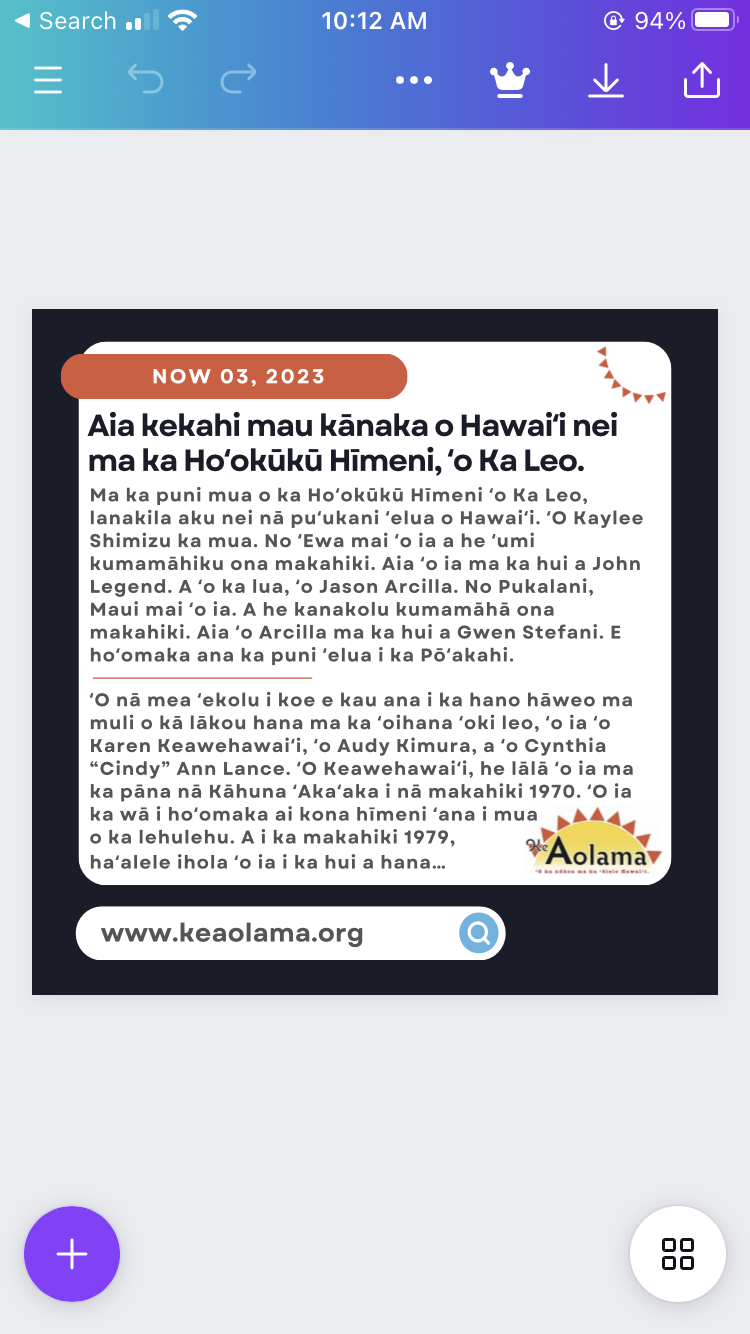 Search
10:12 AM
94%
NOW 03, 2023
Aia kekahi mau kānaka o Hawaiʻi nei
ma ka Hoʻokūkū Hīmeni, ʻo Ka Leo.
Ma ka puni mua o ka Hoʻokūkū Hīmeni ʻo Ka Leo,
lanakila aku nei nā puʻukani ʻelua o Hawaiʻi. ʻO Kaylee
Shimizu ka mua. No ʻEwa mai ʻo ia a he ʻumi
kumamāhiku ona makahiki. Aia ʻo ia ma ka hui a John
Legend. A ʻo ka lua, ʻo Jason Arcilla. No Pukalani,
Maui mai ʻo ia. A he kanakolu kumamāhā ona
makahiki. Aia ʻo Arcilla ma ka hui a Gwen Stefani. E
hoʻomaka ana ka puni ʻelua i ka Pōʻakahi.
ʻO nā mea ʻekolu i koe e kau ana i ka hano hāweo ma
muli o kā lākou hana ma ka ʻoihana ʻoki leo, ʻo ia ʻo
Karen Keawehawaiʻi, ʻo Audy Kimura, a ʻo Cynthia
“Cindy” Ann Lance. ʻO Keawehawaiʻi, he lālā ʻo ia ma
ka pāna nā Kāhuna ʻAkaʻaka i nā makahiki 1970. ʻO ia
ka wā i hoʻomaka ai kona hīmeni ʻana i mua
o ka lehulehu. A i ka makahiki 1979,
haʻalele ihola ʻo ia i ka hui a hana...
Ke Aolama
ʻO ka nūhou ma ka ʻōlelo Hawaiʻi.
www.keaolama.org